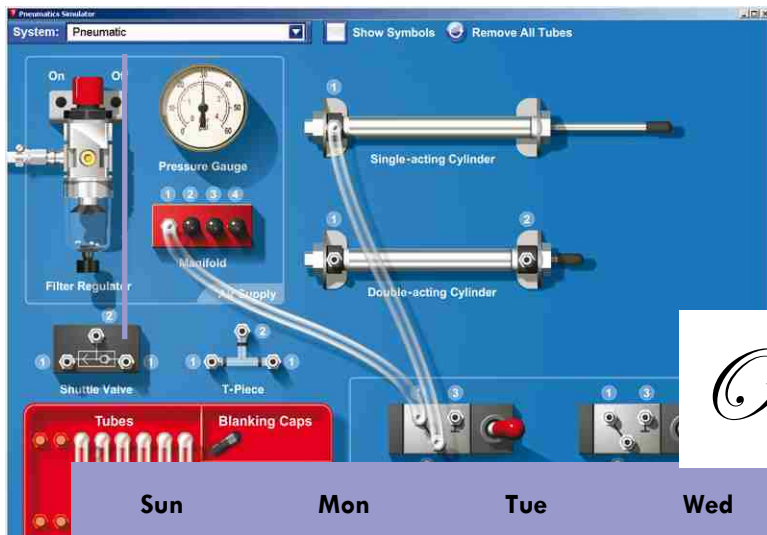 Pneumatics Simulator
System: Pneumatic Show Symbols Remove All Tubes
On
Pressure Gauge
1 2 3 4
Manifold
Filter Regulator
Air Supply
1
Single-acting Cylinder
1 2
Double-acting Cylinder
2
1 1
Shuttle Valve
2
1 1
T-Piece
3
1 3
Tubes
Blanking Caps
Sun Mon Tue Wed